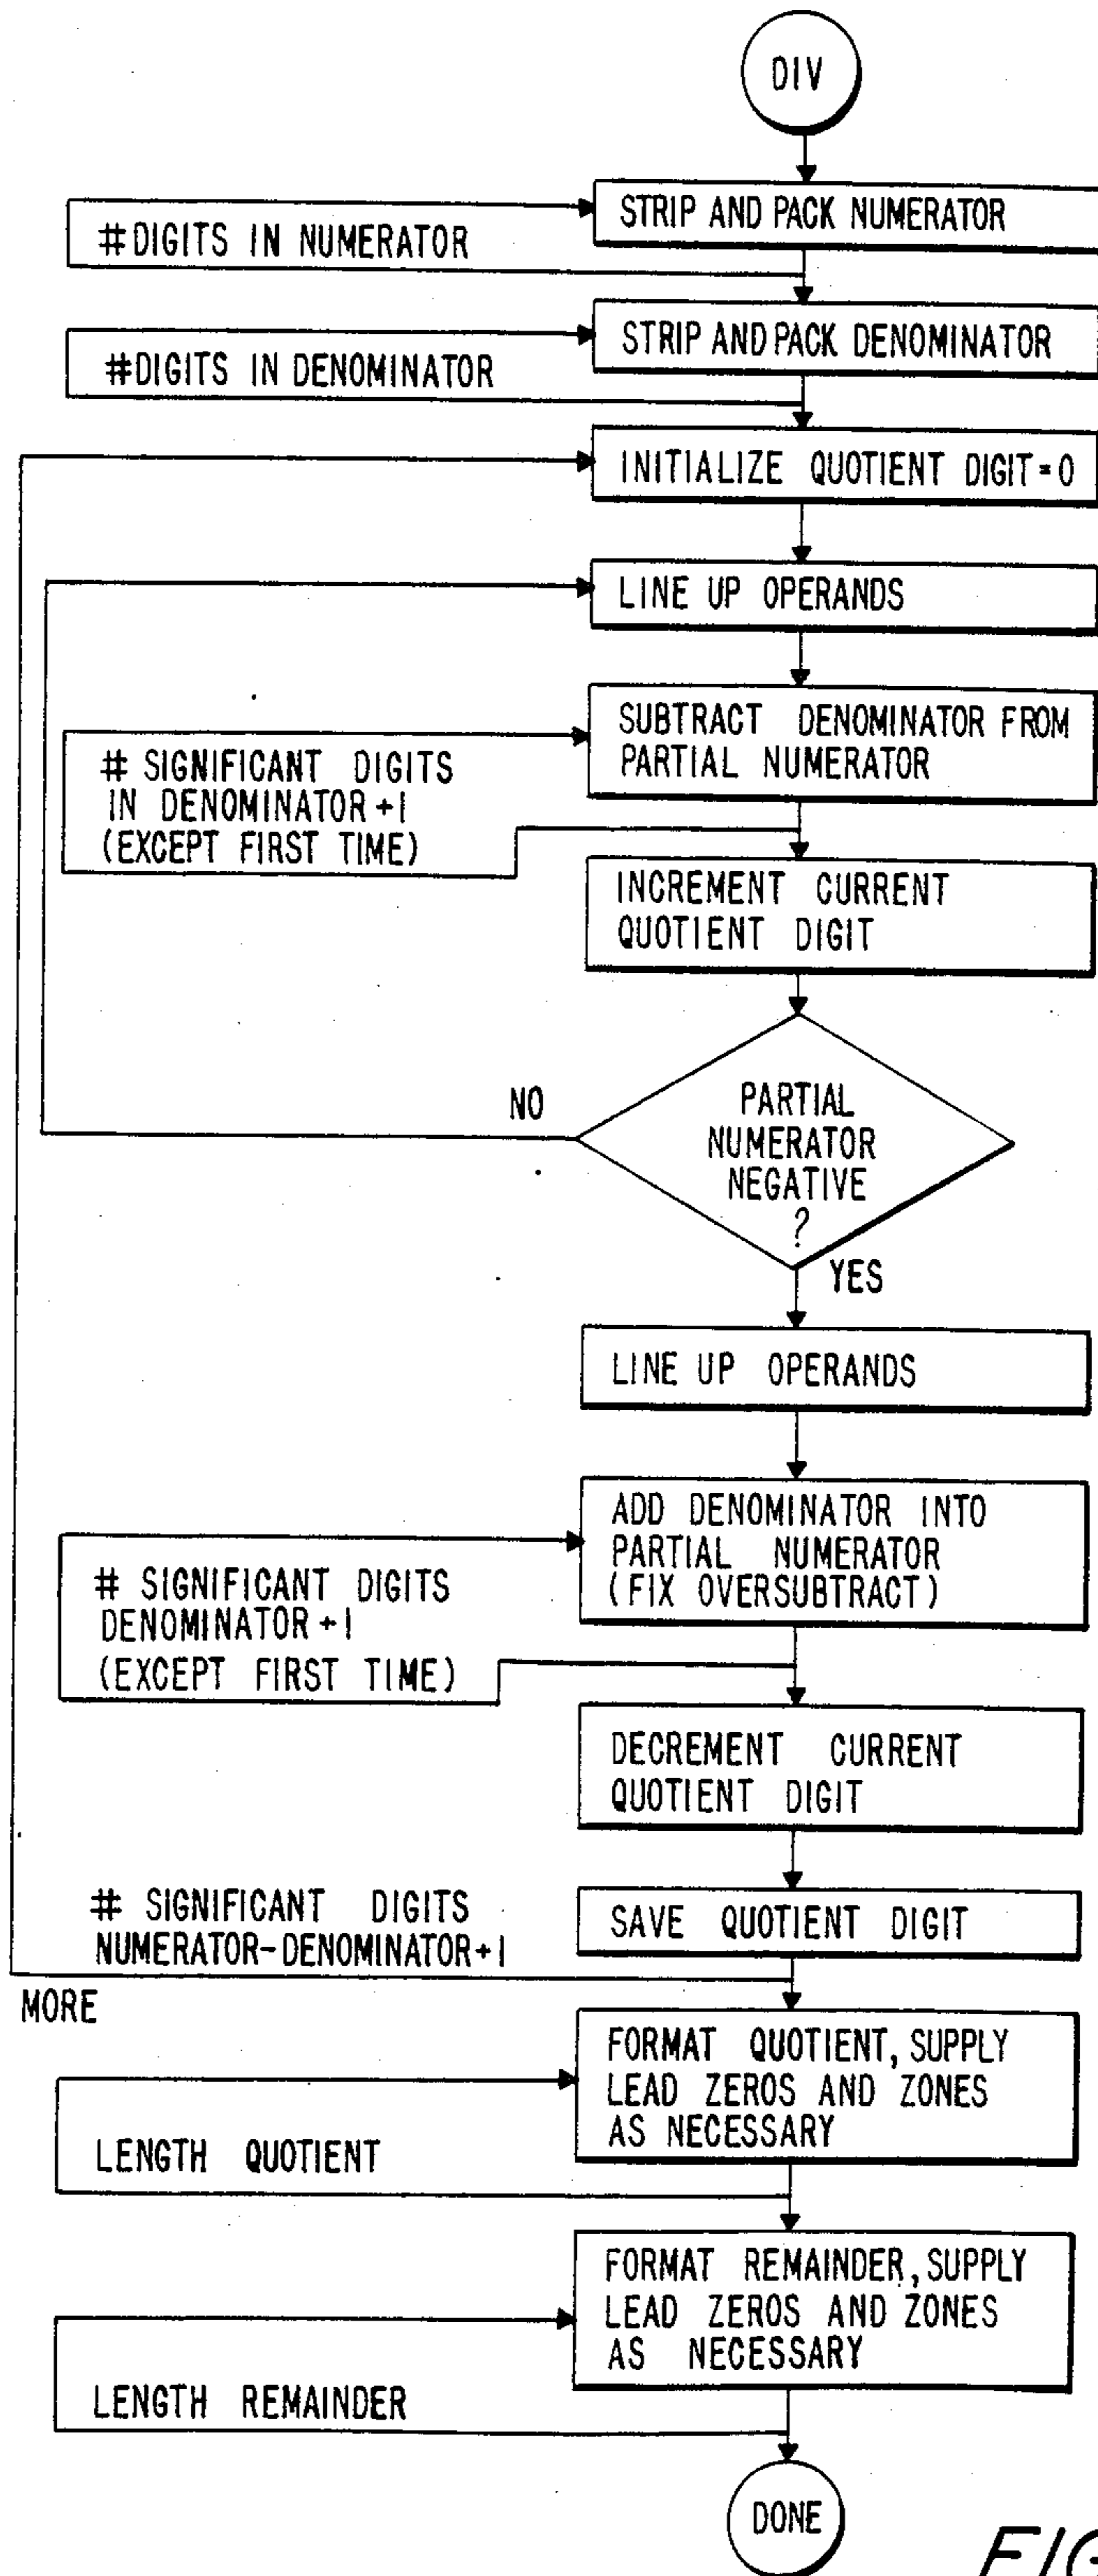 DIV
STRIP AND PACK NUMERATOR
#DIGITS IN NUMERATOR
STRIP AND PACK DENOMINATOR
#DIGITS IN DENOMINATOR
INITIALIZE QUOTIENT DIGIT=0
LINE UP OPERANDS
SUBTRACT DENOMINATOR FROM
PARTIAL NUMERATOR
# SIGNIFICANT DIGITS
IN DENOMINATOR +1
(EXCEPT FIRST TIME)
INCREMENT CURRENT
QUOTIENT DIGIT
PARTIAL
NUMERATOR
NEGATIVE
?
NO
YES
LINE UP OPERANDS
ADD DENOMINATOR INTO
PARTIAL NUMERATOR
(FIX OVERSUBTRACT)
# SIGNIFICANT DIGITS
DENOMINATOR +1
(EXCEPT FIRST TIME)
DECREMENT CURRENT
QUOTIENT DIGIT
SAVE QUOTIENT DIGIT
# SIGNIFICANT DIGITS
NUMERATOR-DENOMINATOR+1
MORE
FORMAT QUOTIENT, SUPPLY
LEAD ZEROS AND ZONES
AS NECESSARY
LENGTH QUOTIENT
FORMAT REMAINDER, SUPPLY
LEAD ZEROS AND ZONES
AS NECESSARY
LENGTH REMAINDER
DONE